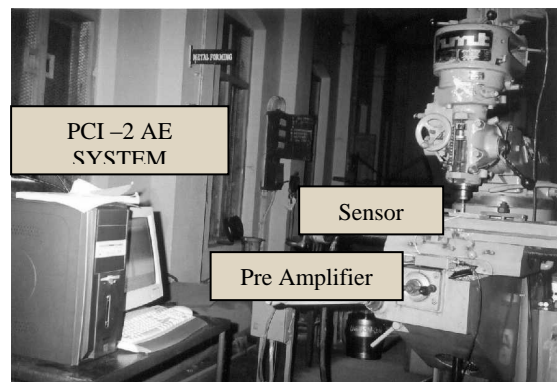 METAL FORMING
PCI –2 AE
SYSTEM
Sensor
Pre Amplifier